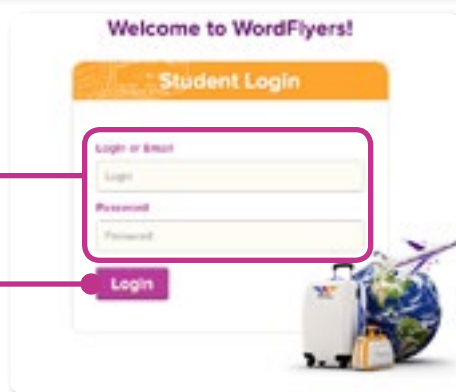 Welcome to WordFlyers!
Student Login
Login or Email
Login
Password
Password
Login